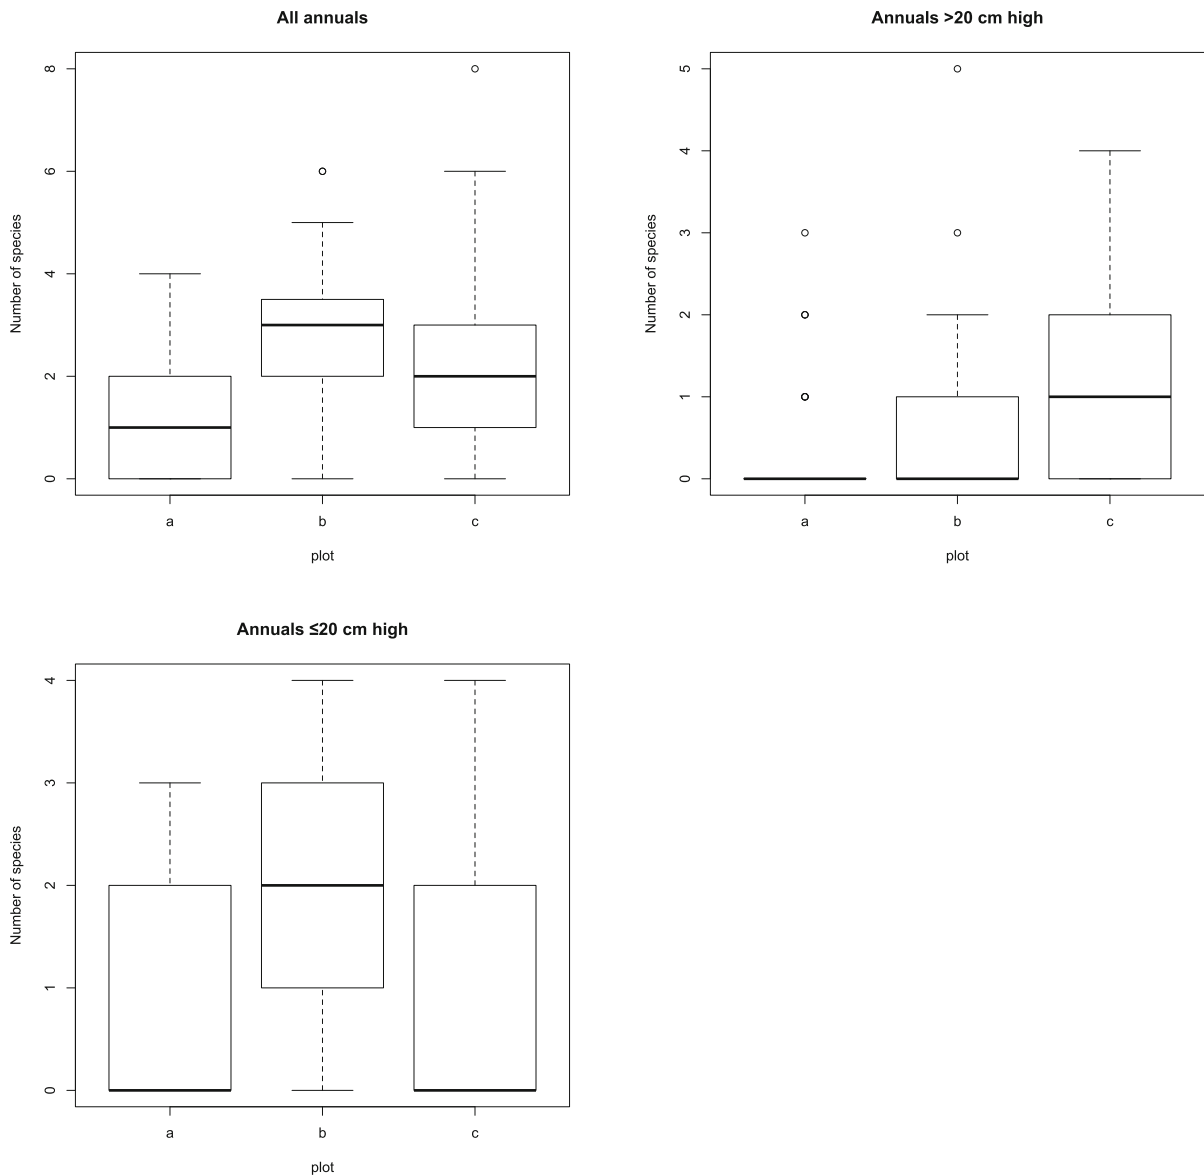 All annuals
Number of species
8
6
4
2
0
a b c
plot
Annuals >20 cm high
Number of species
5
4
3
2
1
0
a b c
plot
Annuals ≤20 cm high
Number of species
4
3
2
1
0
a b c
plot